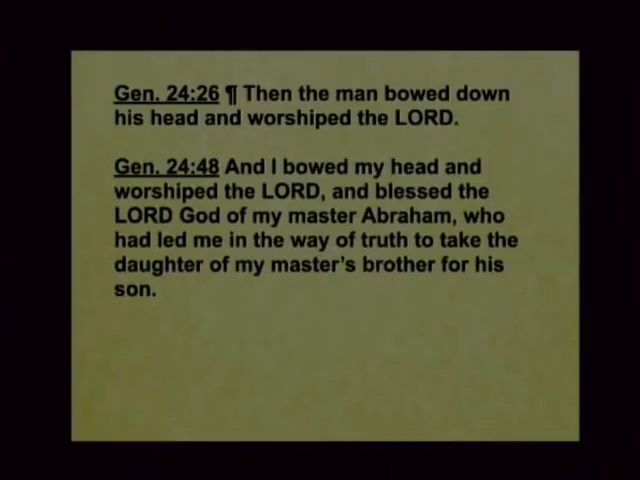 Gen. 24:26 ¶ Then the man bowed down
his head and worshiped the LORD.
Gen. 24:48 And I bowed my head and
worshiped the LORD, and blessed the
LORD God of my master Abraham, who
had led me in the way of truth to take the
daughter of my master’s brother for his
son.